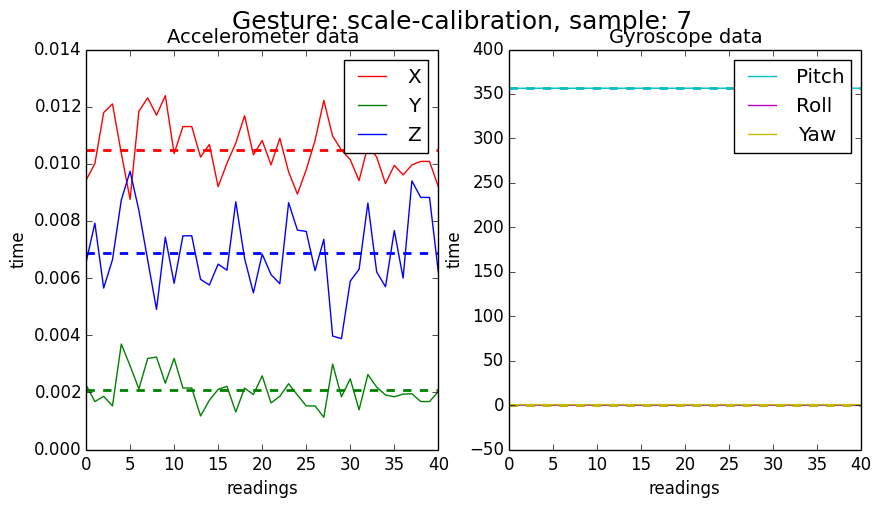 Gesture: scale-calibration, sample: 7
Accelerometer data
0.014
0.012
0.010
0.008
0.006
0.004
0.002
0.000
time
0 5 10 15 20 25 30 35 40
readings
X
Y
Z
Gyroscope data
400
350
300
250
200
150
100
50
0
−50
time
0 5 10 15 20 25 30 35 40
readings
Pitch
Roll
Yaw